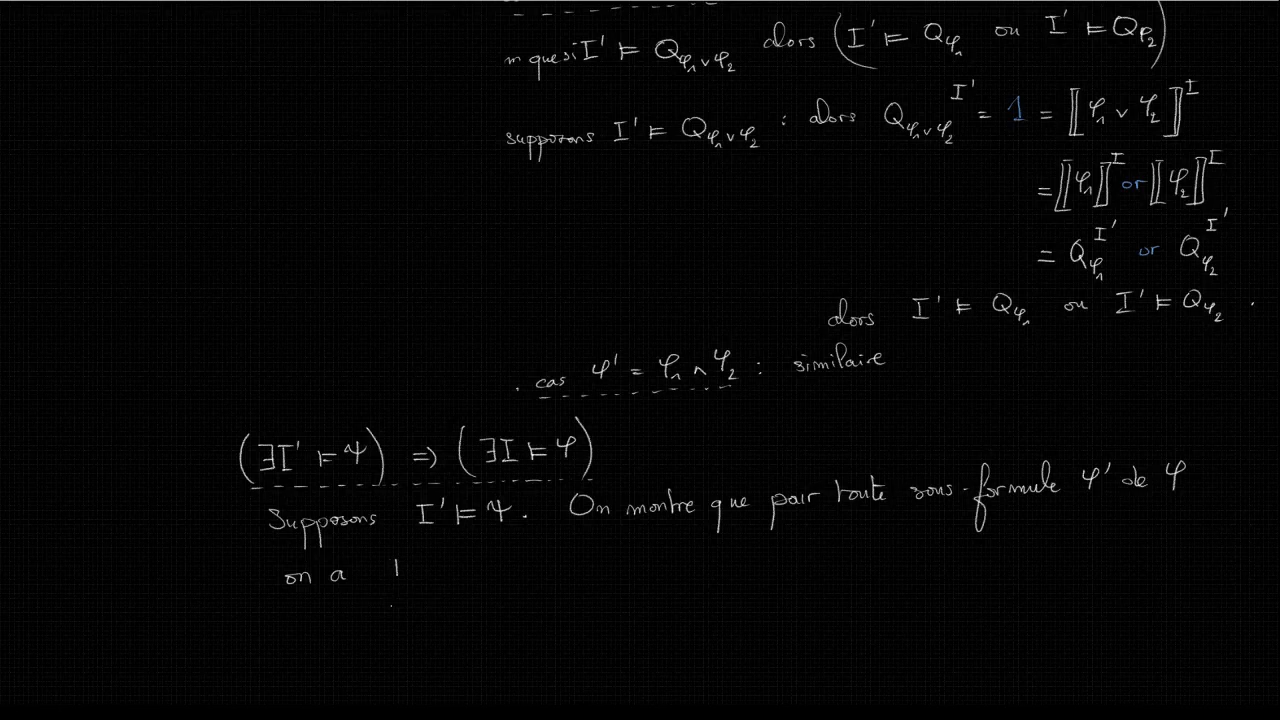 m que si I' ⊨ Q_{φ₁∨φ₂} alors (I' ⊨ Q_{φ₁} ou I' ⊨ Q_{φ₂})
supposons I' ⊨ Q_{φ₁∨φ₂} : alors Q_{φ₁∨φ₂}^{I'} = 1 = ⟦φ₁ ∨ φ₂⟧^I
= ⟦φ₁⟧^I or ⟦φ₂⟧^I
= Q_{φ₁}^{I'} or Q_{φ₂}^{I'}
alors I' ⊨ Q_{φ₁} ou I' ⊨ Q_{φ₂} .
. cas φ' = φ₁ ∧ φ₂ : similaire
(∃I' ⊨ Ψ) ⇒ (∃I ⊨ φ)
Supposons I' ⊨ Ψ. On montre que pour toute sous-formule φ' de φ
on a I